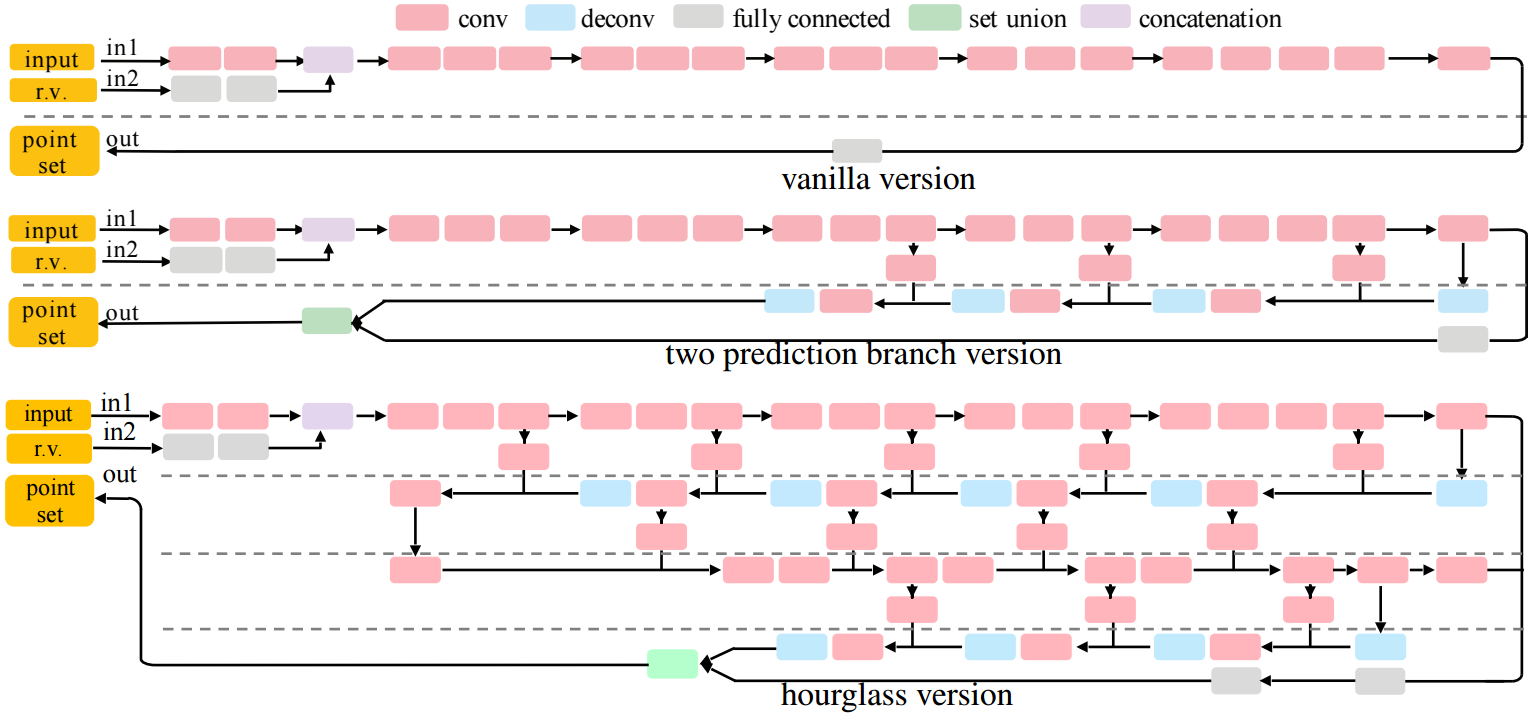 conv deconv fully connected set union concatenation
input in1
r.v. in2
point set out
vanilla version
input in1
r.v. in2
point set out
two prediction branch version
input in1
r.v. in2
point set out
hourglass version